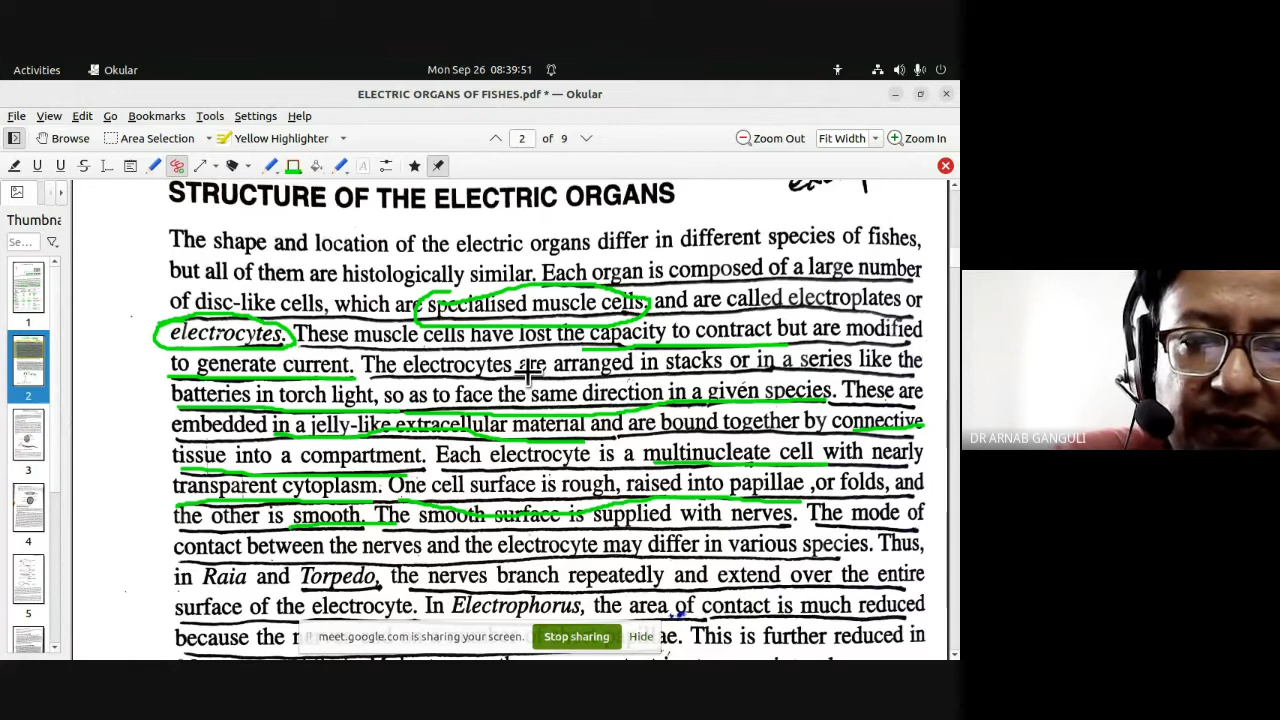 Activities
Okular
Mon Sep 26 08:39:51
ELECTRIC ORGANS OF FISHES.pdf * — Okular
File View Edit Go Bookmarks Tools Settings Help
Browse Area Selection Yellow Highlighter
2 of 9
Zoom Out Fit Width Zoom In
Thumbna
Se...
1
2
3
4
5
STRUCTURE OF THE ELECTRIC ORGANS
The shape and location of the electric organs differ in different species of fishes,
but all of them are histologically similar. Each organ is composed of a large number
of disc-like cells, which are specialised muscle cells, and are called electroplates or
electrocytes. These muscle cells have lost the capacity to contract but are modified
to generate current. The electrocytes are arranged in stacks or in a series like the
batteries in torch light, so as to face the same direction in a given species. These are
embedded in a jelly-like extracellular material and are bound together by connective
tissue into a compartment. Each electrocyte is a multinucleate cell with nearly
transparent cytoplasm. One cell surface is rough, raised into papillae ,or folds, and
the other is smooth. The smooth surface is supplied with nerves. The mode of
contact between the nerves and the electrocyte may differ in various species. Thus,
in Raia and Torpedo, the nerves branch repeatedly and extend over the entire
surface of the electrocyte. In Electrophorus, the area of contact is much reduced
because the
ae. This is further reduced in
meet.google.com is sharing your screen. Stop sharing Hide
DR ARNAB GANGULI